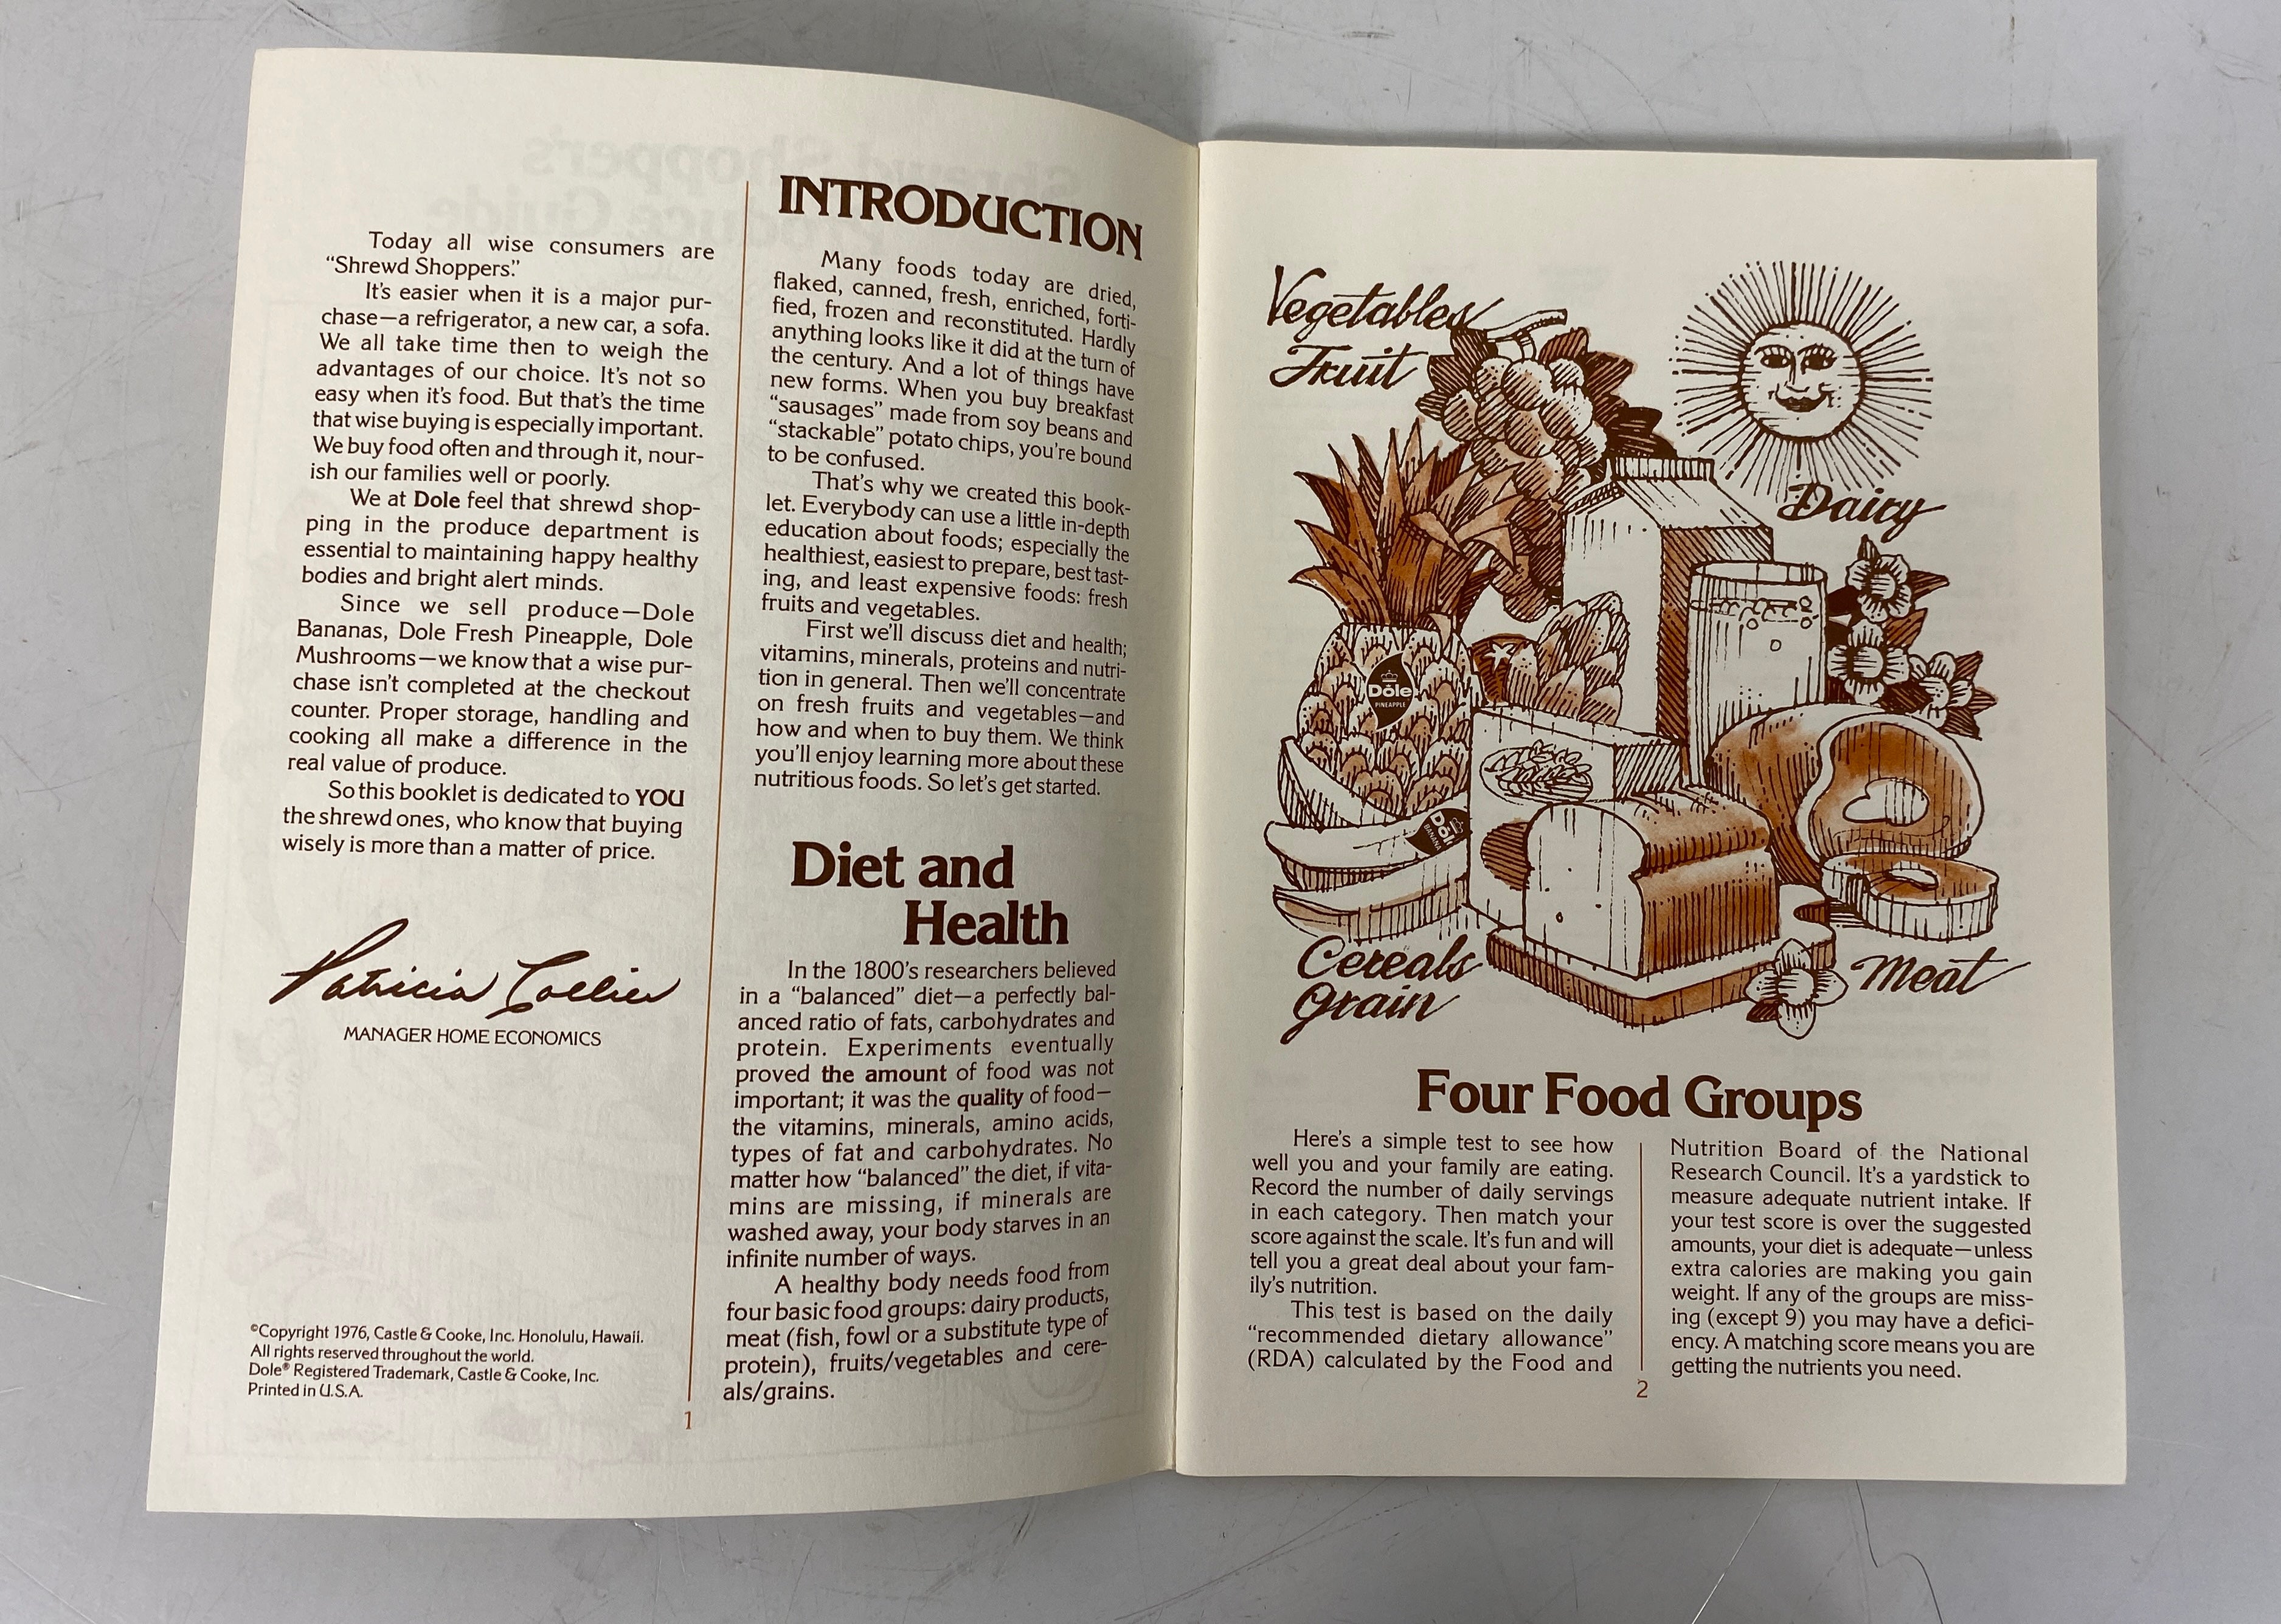 Today all wise consumers are
“Shrewd Shoppers.”
It's easier when it is a major pur-
chase—a refrigerator, a new car, a sofa.
We all take time then to weigh the
advantages of our choice. It's not so
easy when it's food. But that's the time
that wise buying is especially important.
We buy food often and through it, nour-
ish our families well or poorly.
We at Dole feel that shrewd shop-
ping in the produce department is
essential to maintaining happy healthy
bodies and bright alert minds.
Since we sell produce—Dole
Bananas, Dole Fresh Pineapple, Dole
Mushrooms—we know that a wise pur-
chase isn't completed at the checkout
counter. Proper storage, handling and
cooking all make a difference in the
real value of produce.
So this booklet is dedicated to YOU
the shrewd ones, who know that buying
wisely is more than a matter of price.
Patricia Collier
MANAGER HOME ECONOMICS
©Copyright 1976, Castle & Cooke, Inc. Honolulu, Hawaii.
All rights reserved throughout the world.
Dole® Registered Trademark, Castle & Cooke, Inc.
Printed in U.S.A.
INTRODUCTION
Many foods today are dried,
flaked, canned, fresh, enriched, forti-
fied, frozen and reconstituted. Hardly
anything looks like it did at the turn of
the century. And a lot of things have
new forms. When you buy breakfast
“sausages” made from soy beans and
“stackable” potato chips, you're bound
to be confused.
That's why we created this book-
let. Everybody can use a little in-depth
education about foods; especially the
healthiest, easiest to prepare, best tast-
ing, and least expensive foods: fresh
fruits and vegetables.
First we'll discuss diet and health;
vitamins, minerals, proteins and nutri-
tion in general. Then we'll concentrate
on fresh fruits and vegetables—and
how and when to buy them. We think
you'll enjoy learning more about these
nutritious foods. So let's get started.
Diet and
Health
In the 1800's researchers believed
in a “balanced” diet—a perfectly bal-
anced ratio of fats, carbohydrates and
protein. Experiments eventually
proved the amount of food was not
important; it was the quality of food—
the vitamins, minerals, amino acids,
types of fat and carbohydrates. No
matter how “balanced” the diet, if vita-
mins are missing, if minerals are
washed away, your body starves in an
infinite number of ways.
A healthy body needs food from
four basic food groups: dairy products,
meat (fish, fowl or a substitute type of
protein), fruits/vegetables and cere-
als/grains.
1
Vegetables
Fruit
Dairy
Dole
PINEAPPLE
Dole
BANANA
Cereals
Grain
Meat
Four Food Groups
Here's a simple test to see how
well you and your family are eating.
Record the number of daily servings
in each category. Then match your
score against the scale. It's fun and will
tell you a great deal about your fam-
ily's nutrition.
This test is based on the daily
“recommended dietary allowance”
(RDA) calculated by the Food and
Nutrition Board of the National
Research Council. It's a yardstick to
measure adequate nutrient intake. If
your test score is over the suggested
amounts, your diet is adequate—unless
extra calories are making you gain
weight. If any of the groups are miss-
ing (except 9) you may have a defici-
ency. A matching score means you are
getting the nutrients you need.
2